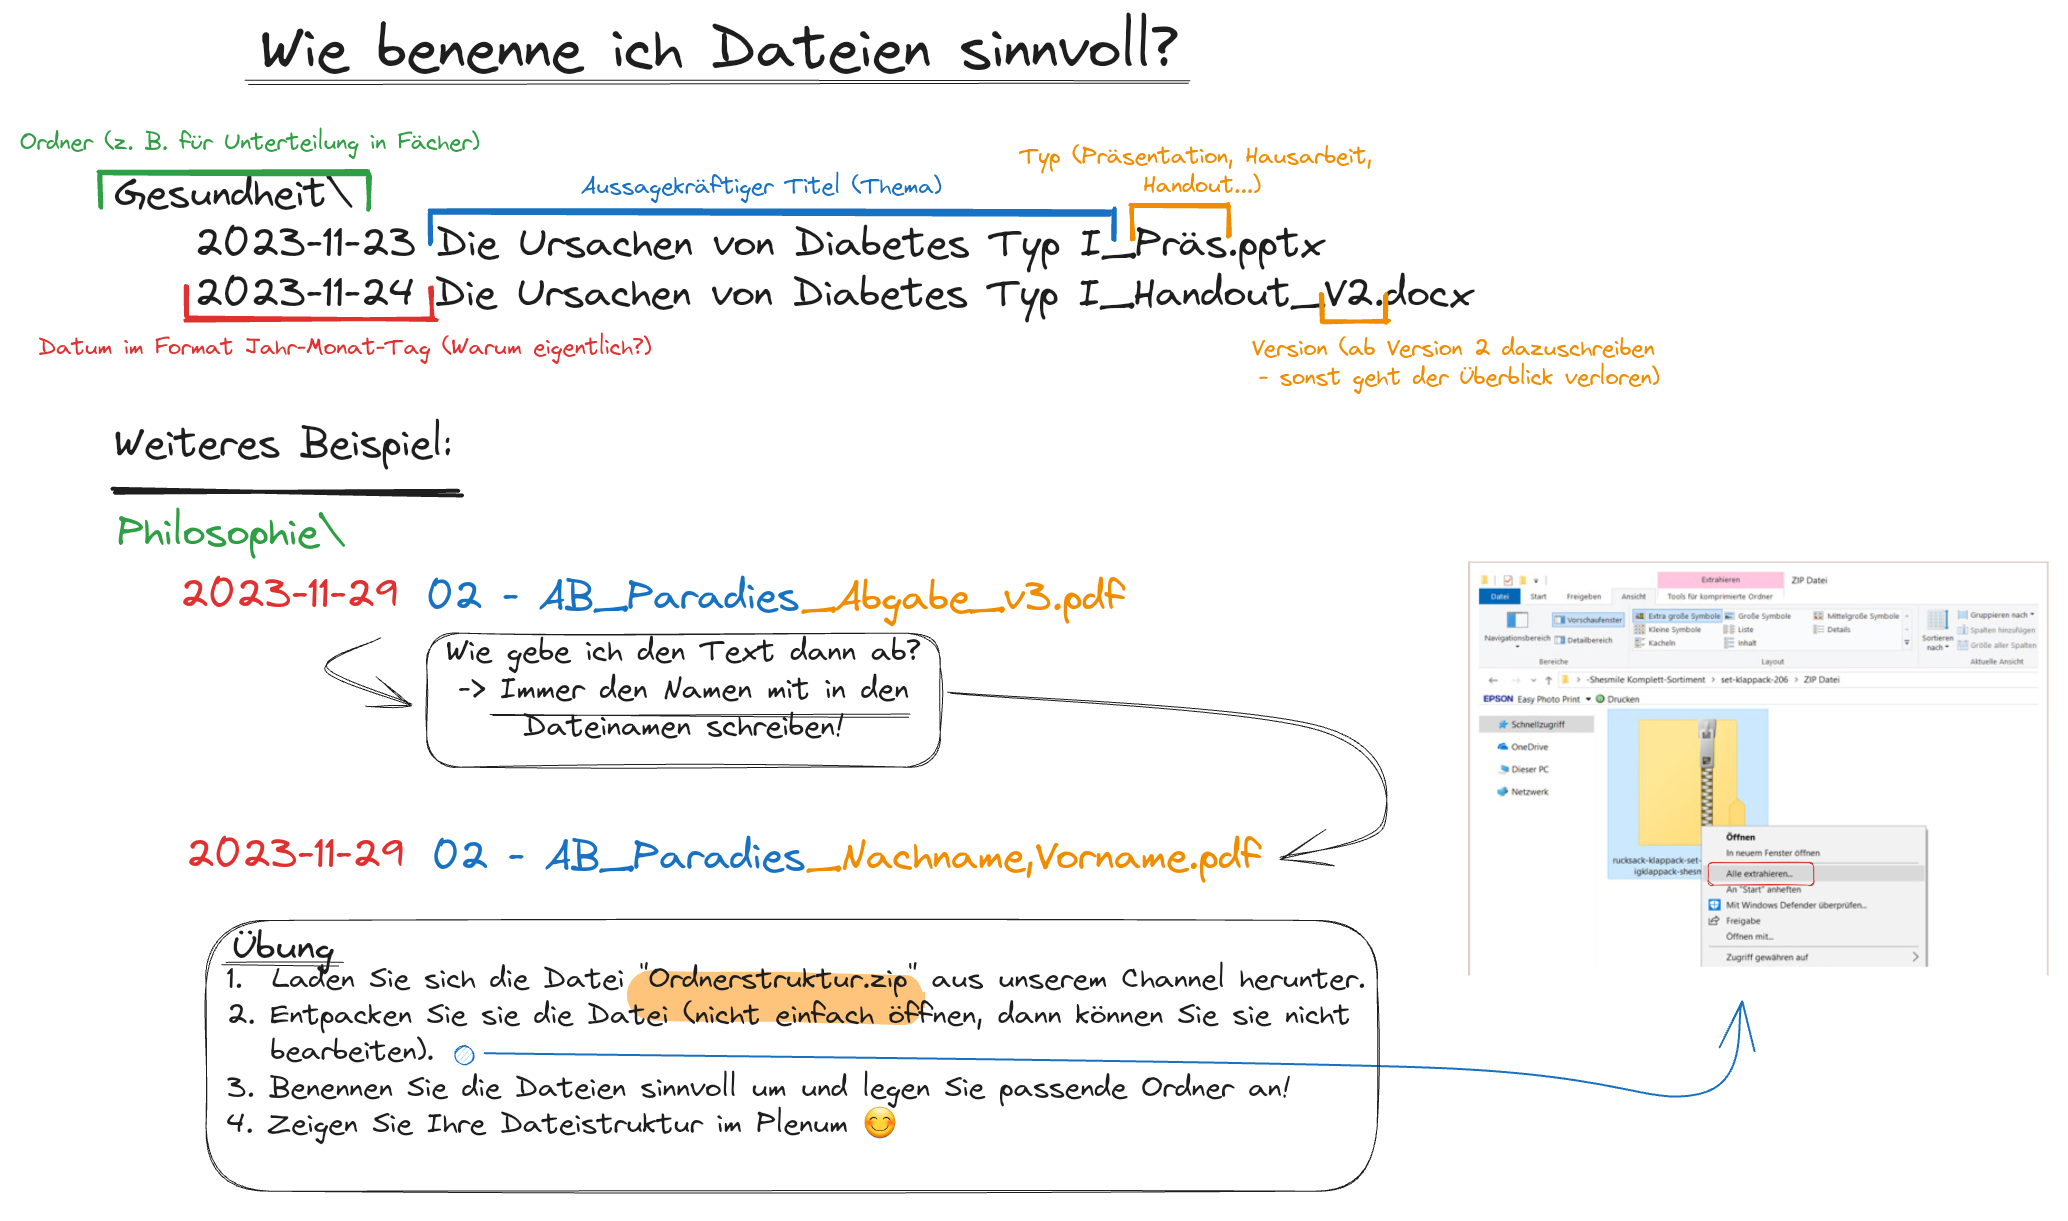 Wie benenne ich Dateien sinnvoll?
Ordner (z. B. für Unterteilung in Fächer)
Typ (Präsentation, Hausarbeit,
Handout...)
Aussagekräftiger Titel (Thema)
Gesundheit\
2023-11-23 Die Ursachen von Diabetes Typ I_Präs.pptx
2023-11-24 Die Ursachen von Diabetes Typ I_Handout_V2.docx
Datum im Format Jahr-Monat-Tag (Warum eigentlich?)
Version (ab Version 2 dazuschreiben
- sonst geht der Überblick verloren)
Weiteres Beispiel:
Philosophie\
2023-11-29 02 - AB_Paradies_Abgabe_v3.pdf
Wie gebe ich den Text dann ab?
-> Immer den Namen mit in den
Dateinamen schreiben!
2023-11-29 02 - AB_Paradies_Nachname,Vorname.pdf
Übung
1. Laden Sie sich die Datei "Ordnerstruktur.zip" aus unserem Channel herunter.
2. Entpacken Sie sie die Datei (nicht einfach öffnen, dann können Sie sie nicht
bearbeiten).
3. Benennen Sie die Dateien sinnvoll um und legen Sie passende Ordner an!
4. Zeigen Sie Ihre Dateistruktur im Plenum 😊
Extrahieren ZIP Datei
Datei Start Freigeben Ansicht Tools für komprimierte Ordner
Navigationsbereich
Vorschaufenster
Detailbereich
Bereiche
Extra große Symbole Große Symbole Mittelgroße Symbole
Kleine Symbole Liste Details
Kacheln Inhalt
Layout
Sortieren
nach
Gruppieren nach
Spalten hinzufügen
Größe aller Spalten
Aktuelle Ansicht
-Shesmile Komplett-Sortiment > set-klappack-206 > ZIP Datei
EPSON Easy Photo Print Drucken
Schnellzugriff
OneDrive
Dieser PC
Netzwerk
rucksack-klappack-set-
igklappack-shesm
Öffnen
In neuem Fenster öffnen
Alle extrahieren...
An "Start" anheften
Mit Windows Defender überprüfen...
Freigabe
Öffnen mit...
Zugriff gewähren auf